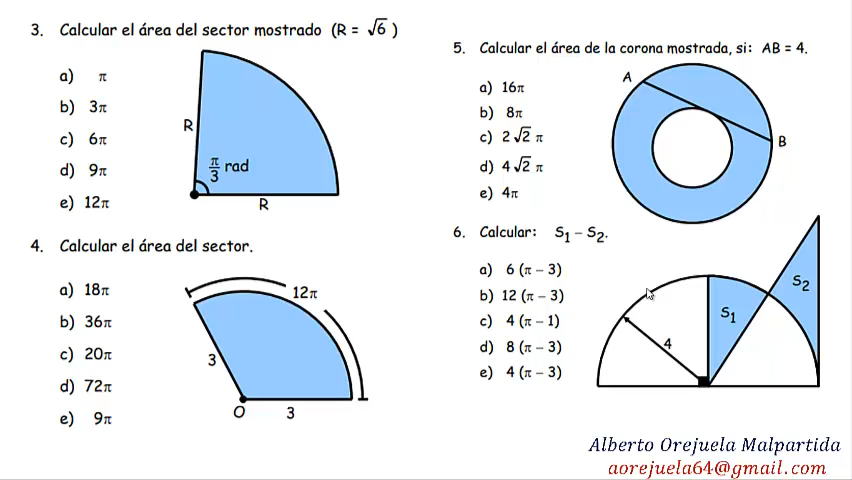 3. Calcular el área del sector mostrado (R = √6 )
a) π
b) 3π
c) 6π
d) 9π
e) 12π
R
π/3 rad
R
4. Calcular el área del sector.
a) 18π
b) 36π
c) 20π
d) 72π
e) 9π
12π
3
O
3
5. Calcular el área de la corona mostrada, si: AB = 4.
a) 16π
b) 8π
c) 2√2 π
d) 4√2 π
e) 4π
A
B
6. Calcular: S₁ – S₂.
a) 6 (π – 3)
b) 12 (π – 3)
c) 4 (π – 1)
d) 8 (π – 3)
e) 4 (π – 3)
S₁
S₂
4
Alberto Orejuela Malpartida
aorejuela64@gmail.com